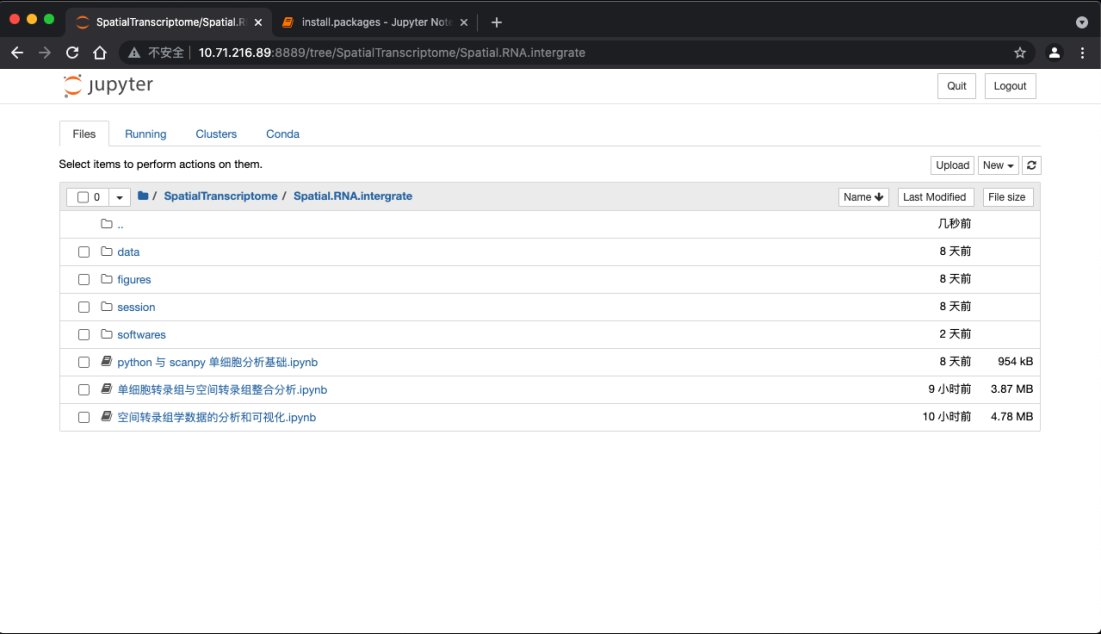 SpatialTranscriptome/Spatial.R
install.packages - Jupyter Note
不安全 10.71.216.89:8889/tree/SpatialTranscriptome/Spatial.RNA.intergrate
jupyter
Quit Logout
Files Running Clusters Conda
Select items to perform actions on them.
Upload New
0 / SpatialTranscriptome / Spatial.RNA.intergrate Name Last Modified File size
.. 几秒前
data 8 天前
figures 8 天前
session 8 天前
softwares 2 天前
python 与 scanpy 单细胞分析基础.ipynb 8 天前 954 kB
单细胞转录组与空间转录组整合分析.ipynb 9 小时前 3.87 MB
空间转录组学数据的分析和可视化.ipynb 10 小时前 4.78 MB